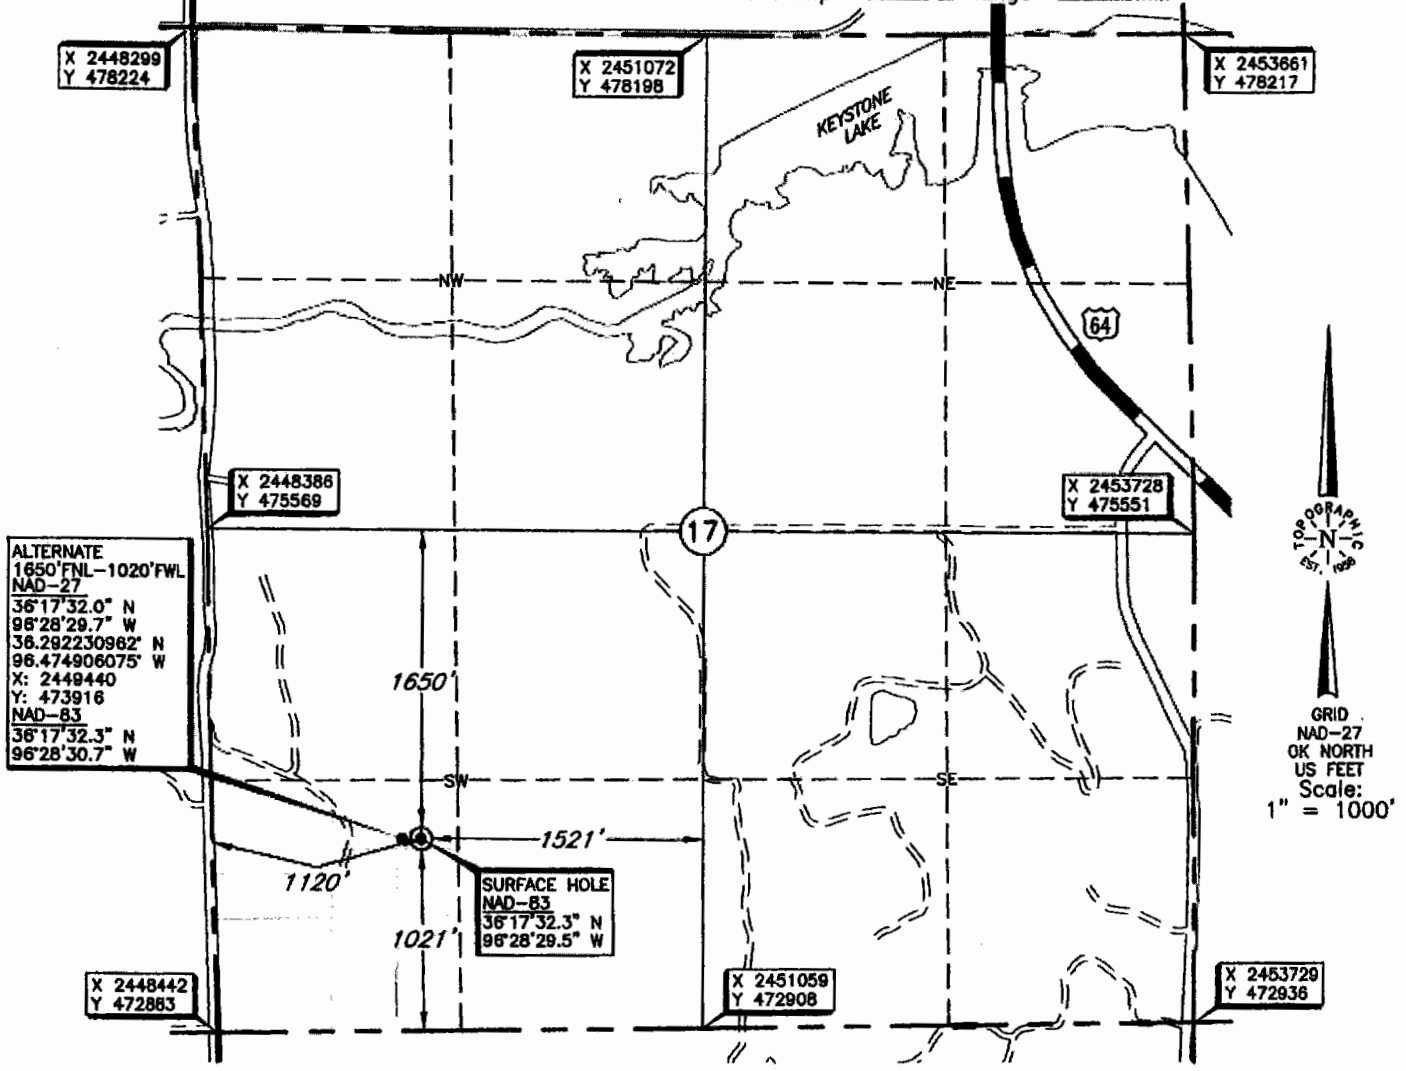 X 2448299
Y 478224
X 2451072
Y 478198
X 2453661
Y 478217
KEYSTONE
LAKE
NW
NE
64
X 2448386
Y 475569
X 2453728
Y 475551
17
ALTERNATE
1650'FNL-1020'FWL
NAD-27
36°17'32.0" N
96°28'29.7" W
36.292230962° N
96.474906075° W
X: 2449440
Y: 473916
NAD-83
36°17'32.3" N
96°28'30.7" W
TOPOGRAPHIC
N
EST. 1956
1650'
GRID
NAD-27
OK NORTH
US FEET
Scale:
1" = 1000'
SW
SE
1521'
1120'
SURFACE HOLE
NAD-83
36°17'32.3" N
96°28'29.5" W
1021'
X 2448442
Y 472883
X 2451059
Y 472908
X 2453729
Y 472936